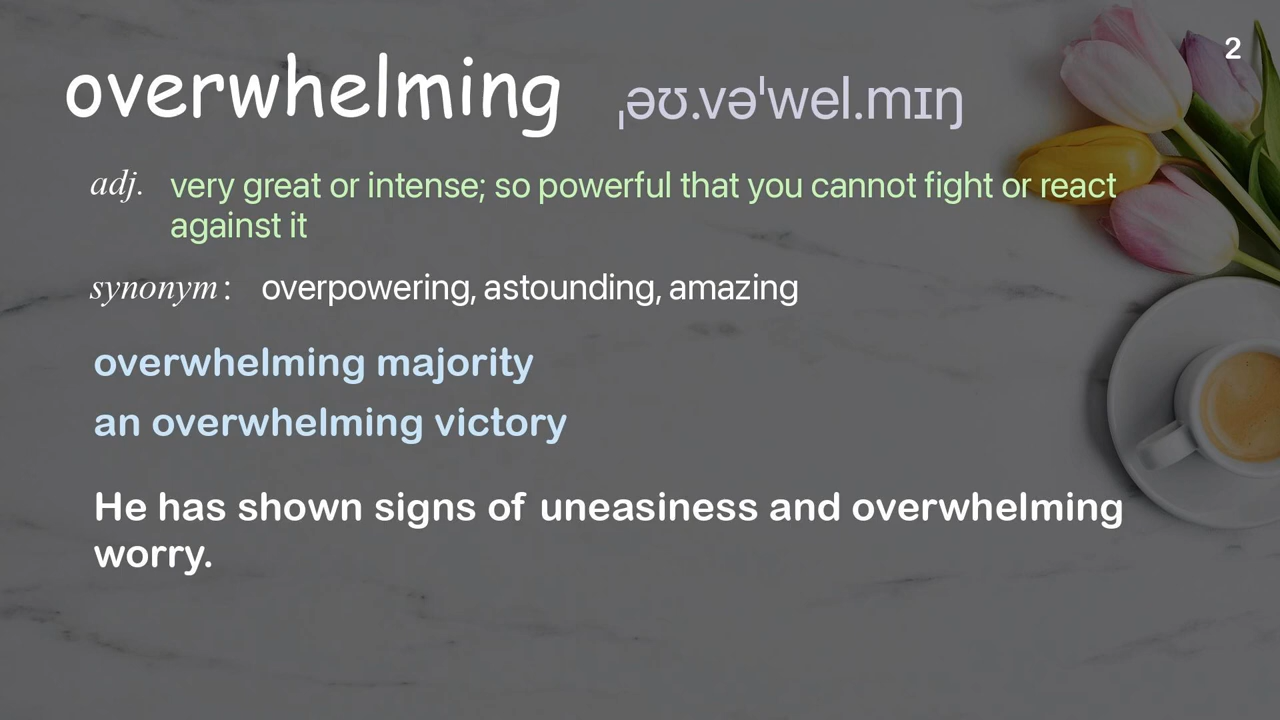 2
overwhelming ˌəʊ.vəˈwel.mɪŋ
adj. very great or intense; so powerful that you cannot fight or react
against it
synonym: overpowering, astounding, amazing
overwhelming majority
an overwhelming victory
He has shown signs of uneasiness and overwhelming
worry.